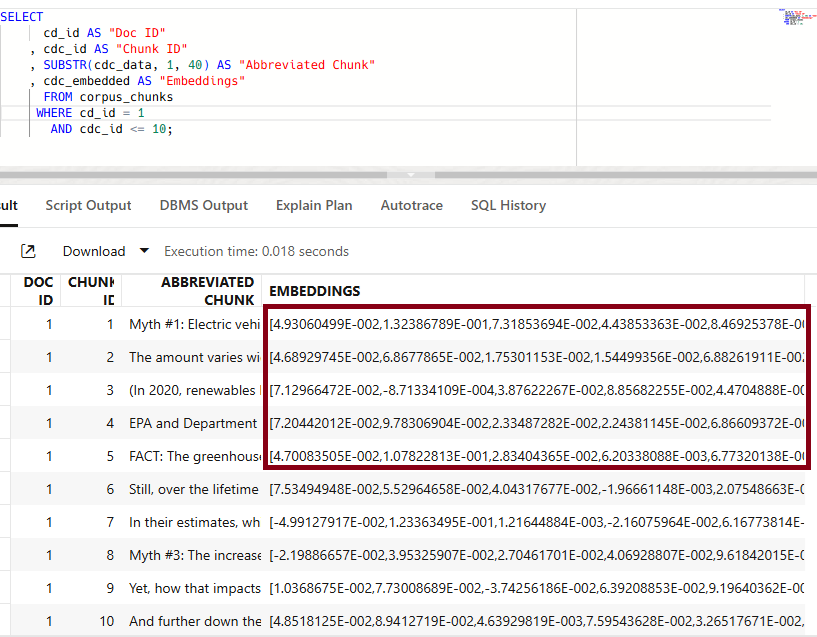 SELECT
cd_id AS "Doc ID"
, cdc_id AS "Chunk ID"
, SUBSTR(cdc_data, 1, 40) AS "Abbreviated Chunk"
, cdc_embedded AS "Embeddings"
FROM corpus_chunks
WHERE cd_id = 1
AND cdc_id <= 10;
ult Script Output DBMS Output Explain Plan Autotrace SQL History
Download Execution time: 0.018 seconds
DOC ID CHUNK ID ABBREVIATED CHUNK EMBEDDINGS
1 1 Myth #1: Electric vehi [4.93060499E-002,1.32386789E-001,7.31853694E-002,4.43853363E-002,8.46925378E-00
1 2 The amount varies wi [4.68929745E-002,6.8677865E-002,1.75301153E-002,1.54499356E-002,6.88261911E-002
1 3 (In 2020, renewables [7.12966472E-002,-8.71334109E-004,3.87622267E-002,8.85682255E-002,4.4704888E-00
1 4 EPA and Department [7.20442012E-002,9.78306904E-002,2.33487282E-002,2.24381145E-002,6.86609372E-00
1 5 FACT: The greenhouse [4.70083505E-002,1.07822813E-001,2.83404365E-002,6.20338088E-003,6.77320138E-00
1 6 Still, over the lifetime [7.53494948E-002,5.52964658E-002,4.04317677E-002,-1.96661148E-003,2.07548663E-0
1 7 In their estimates, wh [-4.99127917E-002,1.23363495E-001,1.21644884E-003,-2.16075964E-002,6.16773814E-
1 8 Myth #3: The increase [-2.19886657E-002,3.95325907E-002,2.70461701E-002,4.06928807E-002,9.61842015E-00
1 9 Yet, how that impacts [1.0368675E-002,7.73008689E-002,-3.74256186E-002,6.39208853E-002,9.19640362E-00
1 10 And further down the [4.8518125E-002,8.9412719E-002,4.63929819E-003,7.59543628E-002,3.26517671E-002,